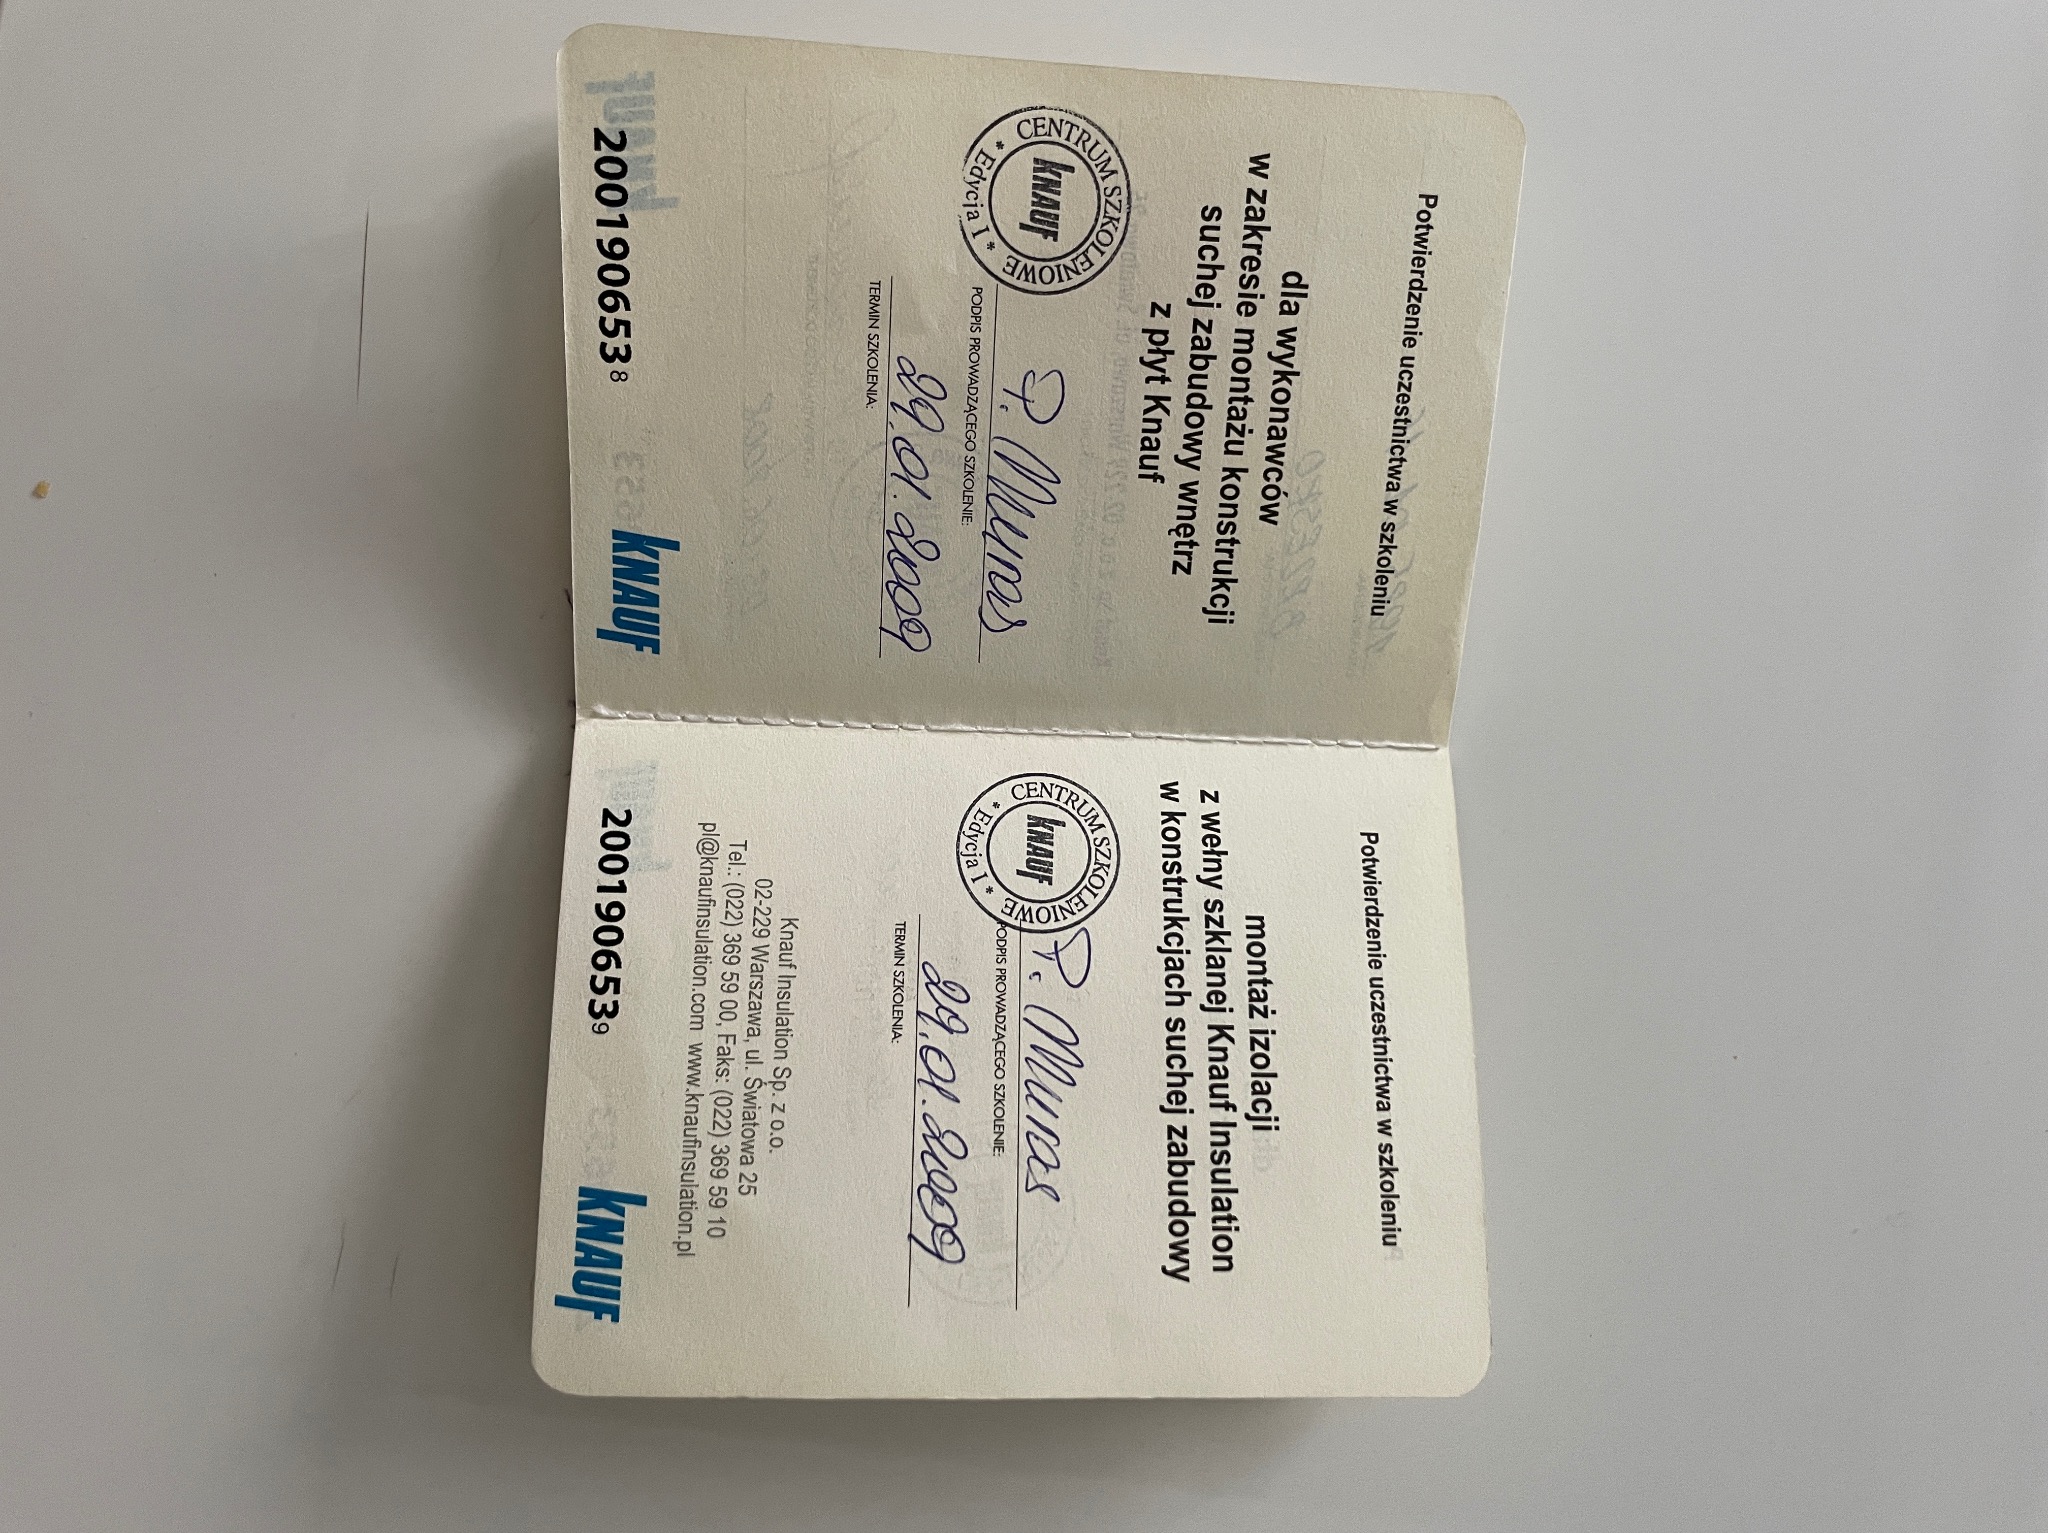 Potwierdzenie uczestnictwa w szkoleniu
dla wykonawców
w zakresie montażu konstrukcji
suchej zabudowy wnętrz
z płyt Knauf
CENTRUM SZKOLENIOWE
KNAUF
* Edycja I *
P. Muras
PODPIS PROWADZĄCEGO SZKOLENIE:
29.01.2009
TERMIN SZKOLENIA:
200190653 8
KNAUF
Potwierdzenie uczestnictwa w szkoleniu
montaż izolacji
z wełny szklanej Knauf Insulation
w konstrukcjach suchej zabudowy
CENTRUM SZKOLENIOWE
KNAUF
* Edycja I *
P. Muras
PODPIS PROWADZĄCEGO SZKOLENIE:
29.01.2009
TERMIN SZKOLENIA:
Knauf Insulation Sp. z o.o.
02-229 Warszawa, ul. Światowa 25
Tel.: (022) 369 59 00, Faks: (022) 369 59 10
pl@knaufinsulation.com www.knaufinsulation.pl
200190653 9
KNAUF